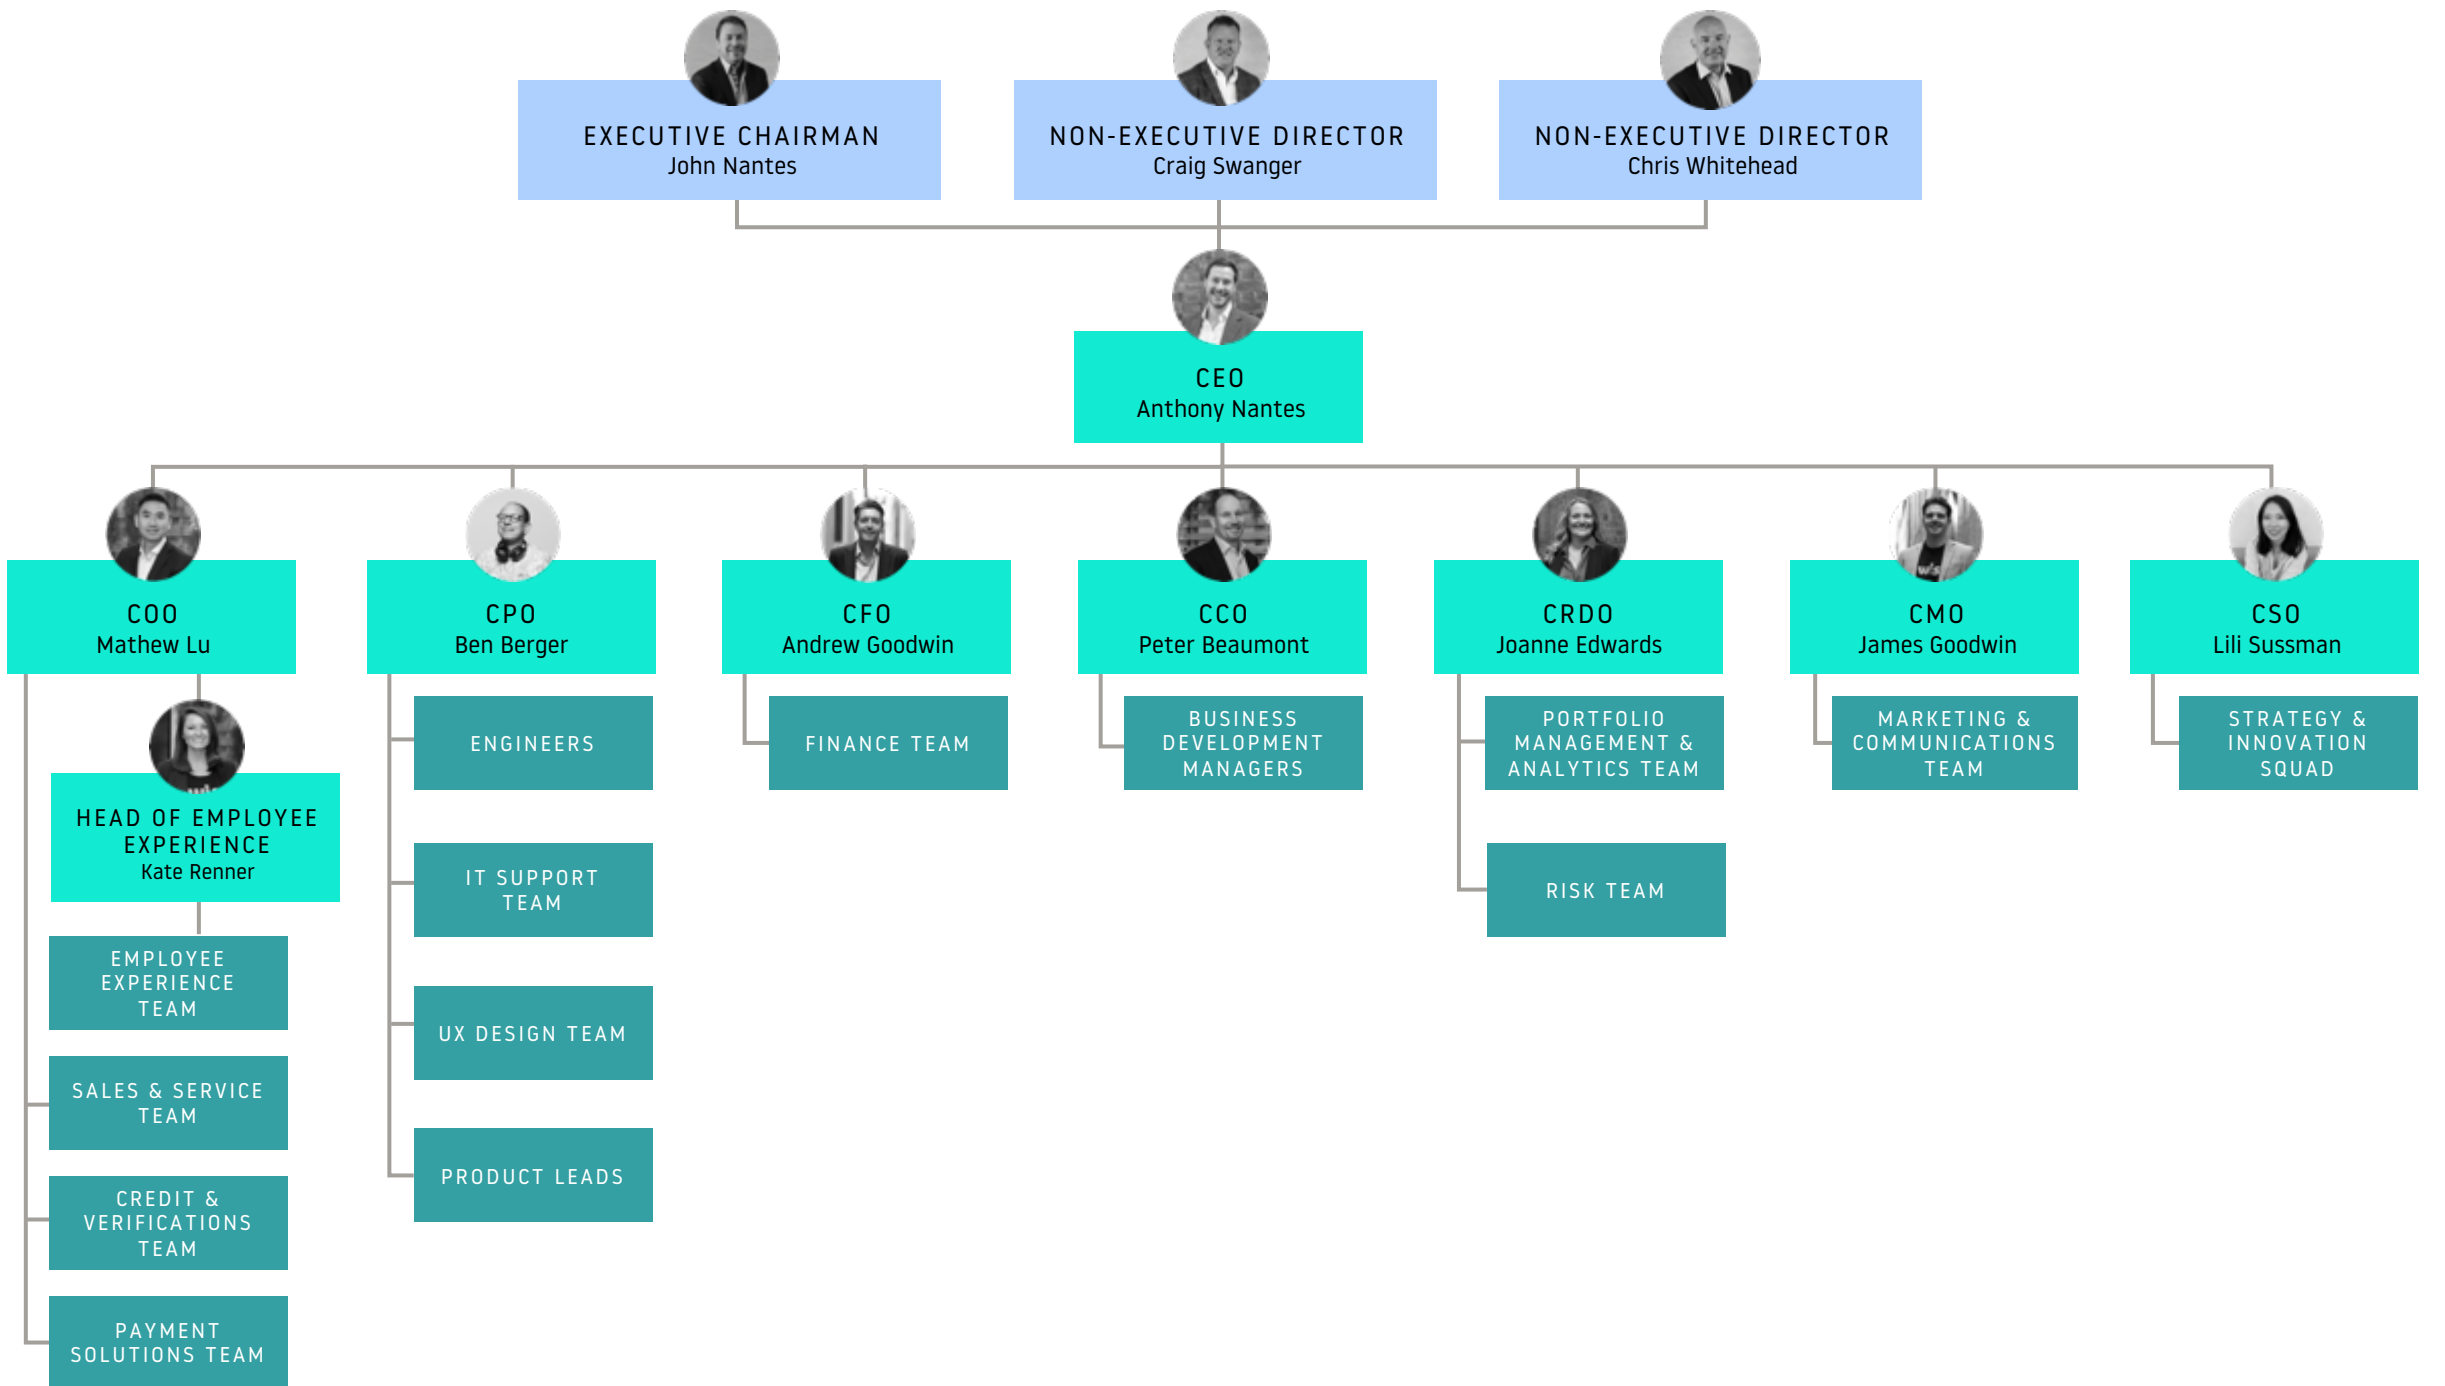 EXECUTIVE CHAIRMAN
John Nantes
NON-EXECUTIVE DIRECTOR
Craig Swanger
NON-EXECUTIVE DIRECTOR
Chris Whitehead
CEO
Anthony Nantes
COO
Mathew Lu
CPO
Ben Berger
CFO
Andrew Goodwin
CCO
Peter Beaumont
CRDO
Joanne Edwards
CMO
James Goodwin
CSO
Lili Sussman
HEAD OF EMPLOYEE
EXPERIENCE
Kate Renner
EMPLOYEE
EXPERIENCE
TEAM
SALES & SERVICE
TEAM
CREDIT &
VERIFICATIONS
TEAM
PAYMENT
SOLUTIONS TEAM
ENGINEERS
IT SUPPORT
TEAM
UX DESIGN TEAM
PRODUCT LEADS
FINANCE TEAM
BUSINESS
DEVELOPMENT
MANAGERS
PORTFOLIO
MANAGEMENT &
ANALYTICS TEAM
RISK TEAM
MARKETING &
COMMUNICATIONS
TEAM
STRATEGY &
INNOVATION
SQUAD